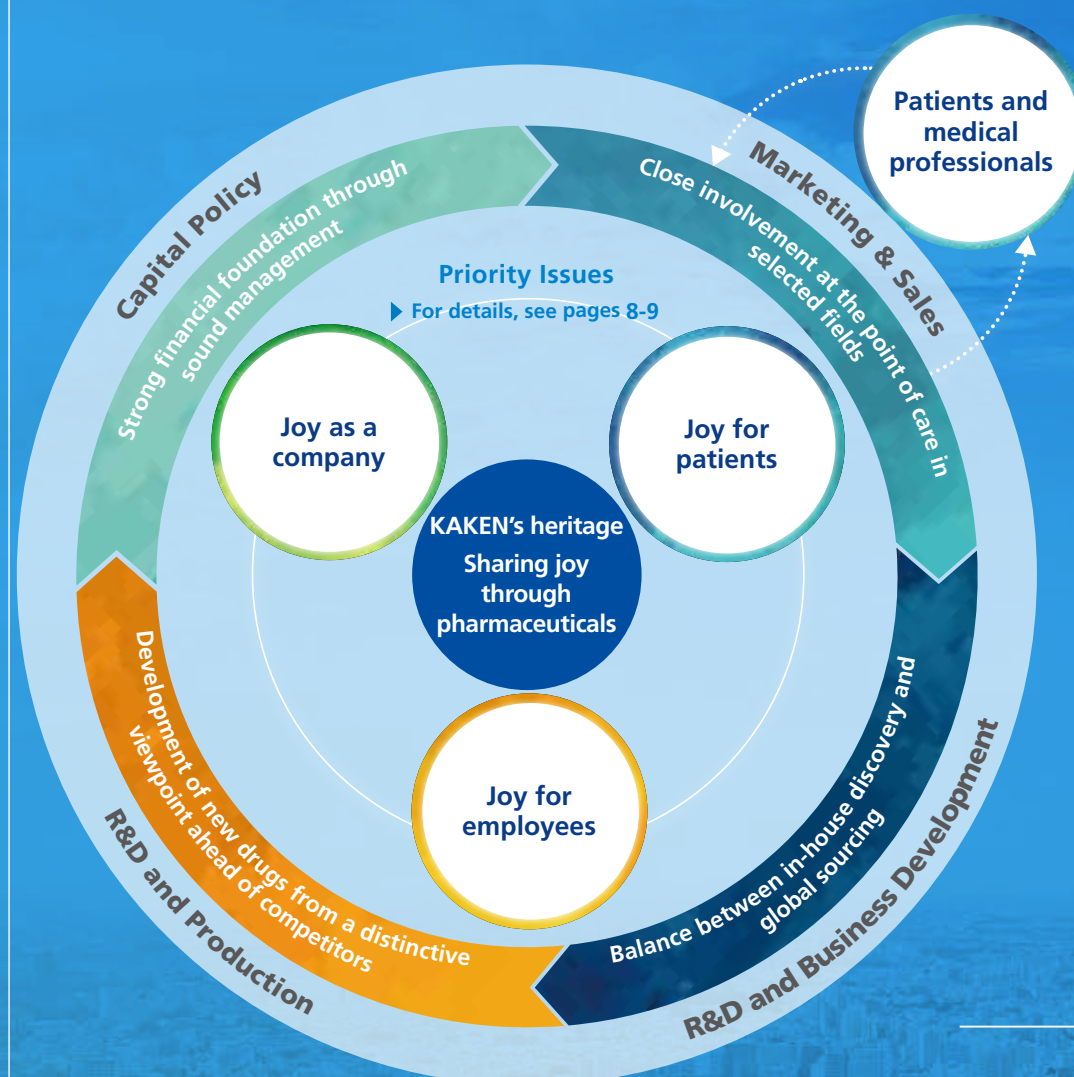 Patients and
medical
professionals
Capital Policy
Strong financial foundation through
sound management
Marketing & Sales
Close involvement at the point of care in
selected fields
Priority Issues
For details, see pages 8-9
Joy as a
company
Joy for
patients
KAKEN's heritage
Sharing joy
through
pharmaceuticals
Joy for
employees
R&D and Production
Development of new drugs from a distinctive
viewpoint ahead of competitors
Balance between in-house discovery and
global sourcing
R&D and Business Development